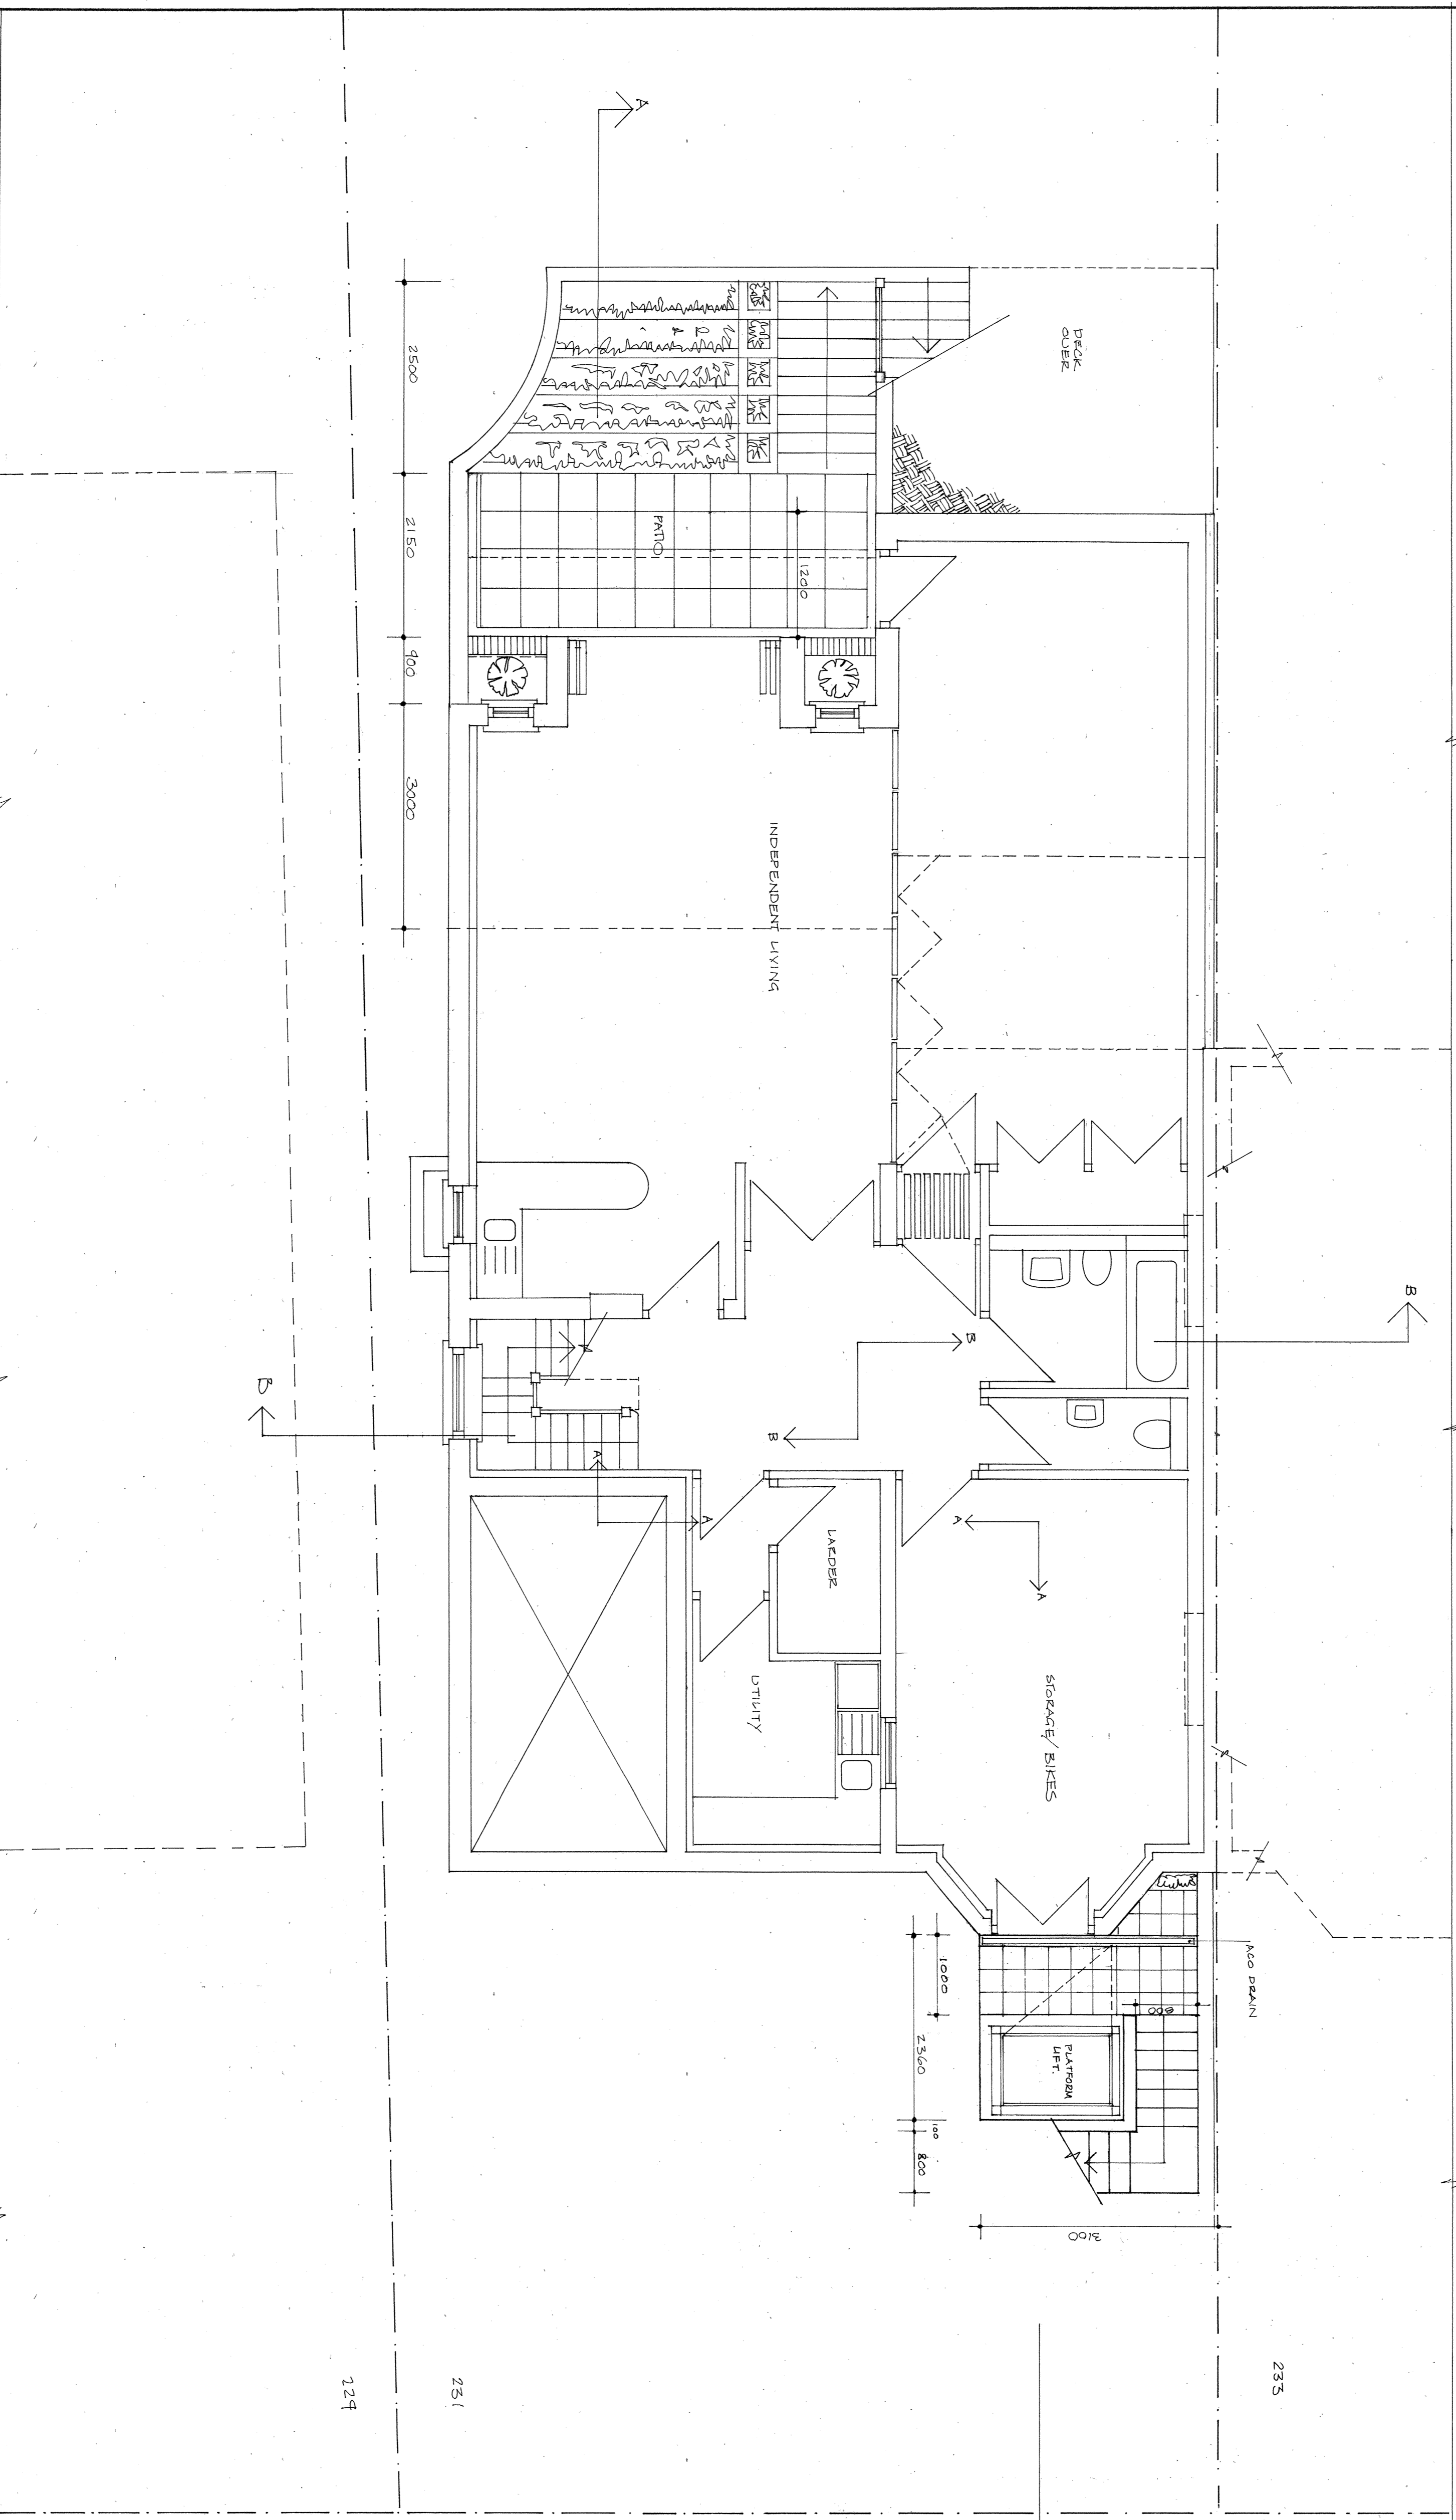 A
DECK
OVER
2500
2150
900
3000
PATIO
1200
INDEPENDENT LIVING
B
B
B
B
A
A
A
A
LARDER
UTILITY
STORAGE/BIKES
ACO DRAIN
1000
800
2360
100
800
PLATFORM
LIFT.
3100
229
231
233